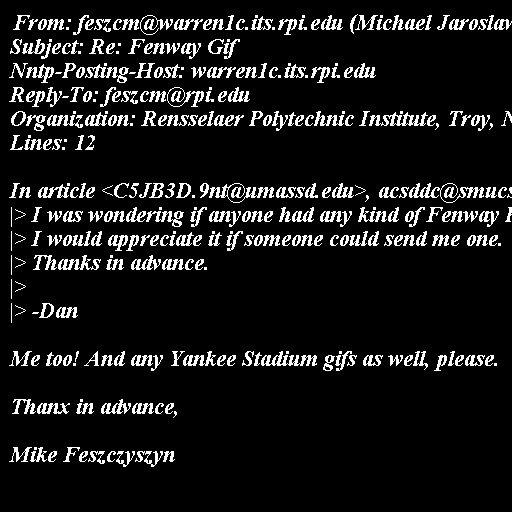 From: feszcm@warren1c.its.rpi.edu (Michael Jaroslaw
Subject: Re: Fenway Gif
Nntp-Posting-Host: warren1c.its.rpi.edu
Reply-To: feszcm@rpi.edu
Organization: Rensselaer Polytechnic Institute, Troy, N
Lines: 12

In article <C5JB3D.9nt@umassd.edu>, acsddc@smucs
|> I was wondering if anyone had any kind of Fenway
|> I would appreciate it if someone could send me one.
|> Thanks in advance.
|>
|> -Dan

Me too! And any Yankee Stadium gifs as well, please.

Thanx in advance,

Mike Feszczyszyn